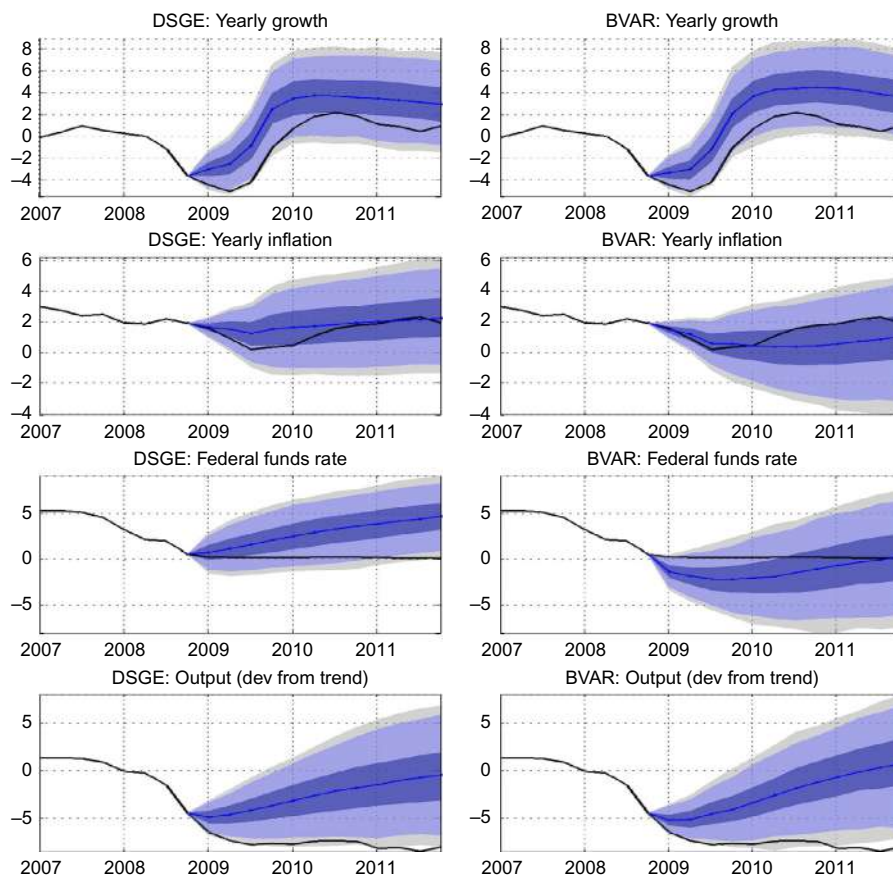 DSGE: Yearly growth
8
6
4
2
0
–2
–4
2007 2008 2009 2010 2011
BVAR: Yearly growth
8
6
4
2
0
–2
–4
2007 2008 2009 2010 2011
DSGE: Yearly inflation
6
4
2
0
–2
–4
2007 2008 2009 2010 2011
BVAR: Yearly inflation
6
4
2
0
–2
–4
2007 2008 2009 2010 2011
DSGE: Federal funds rate
5
0
–5
2007 2008 2009 2010 2011
BVAR: Federal funds rate
5
0
–5
2007 2008 2009 2010 2011
DSGE: Output (dev from trend)
5
0
–5
2007 2008 2009 2010 2011
BVAR: Output (dev from trend)
5
0
–5
2007 2008 2009 2010 2011